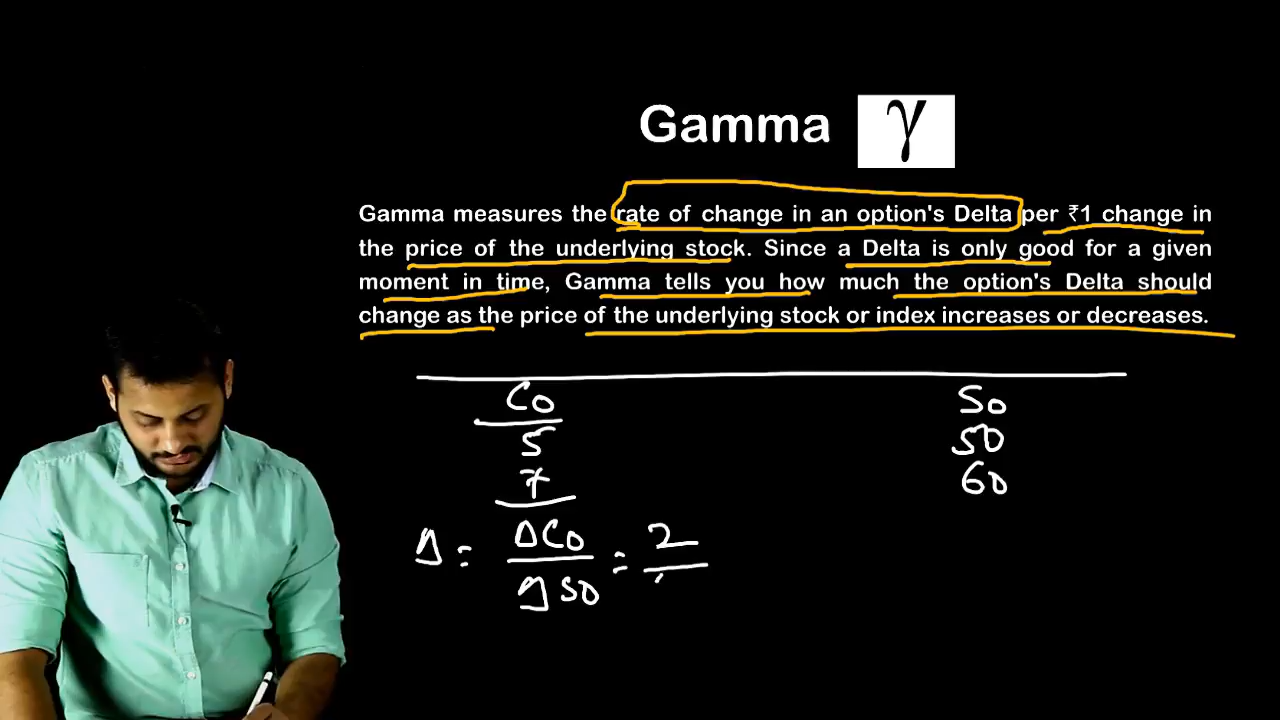 Gamma γ
Gamma measures the rate of change in an option's Delta per ₹1 change in
the price of the underlying stock. Since a Delta is only good for a given
moment in time, Gamma tells you how much the option's Delta should
change as the price of the underlying stock or index increases or decreases.
C0 S0
5 50
7 60
Δ = ΔC0 / ΔS0 = 2 /